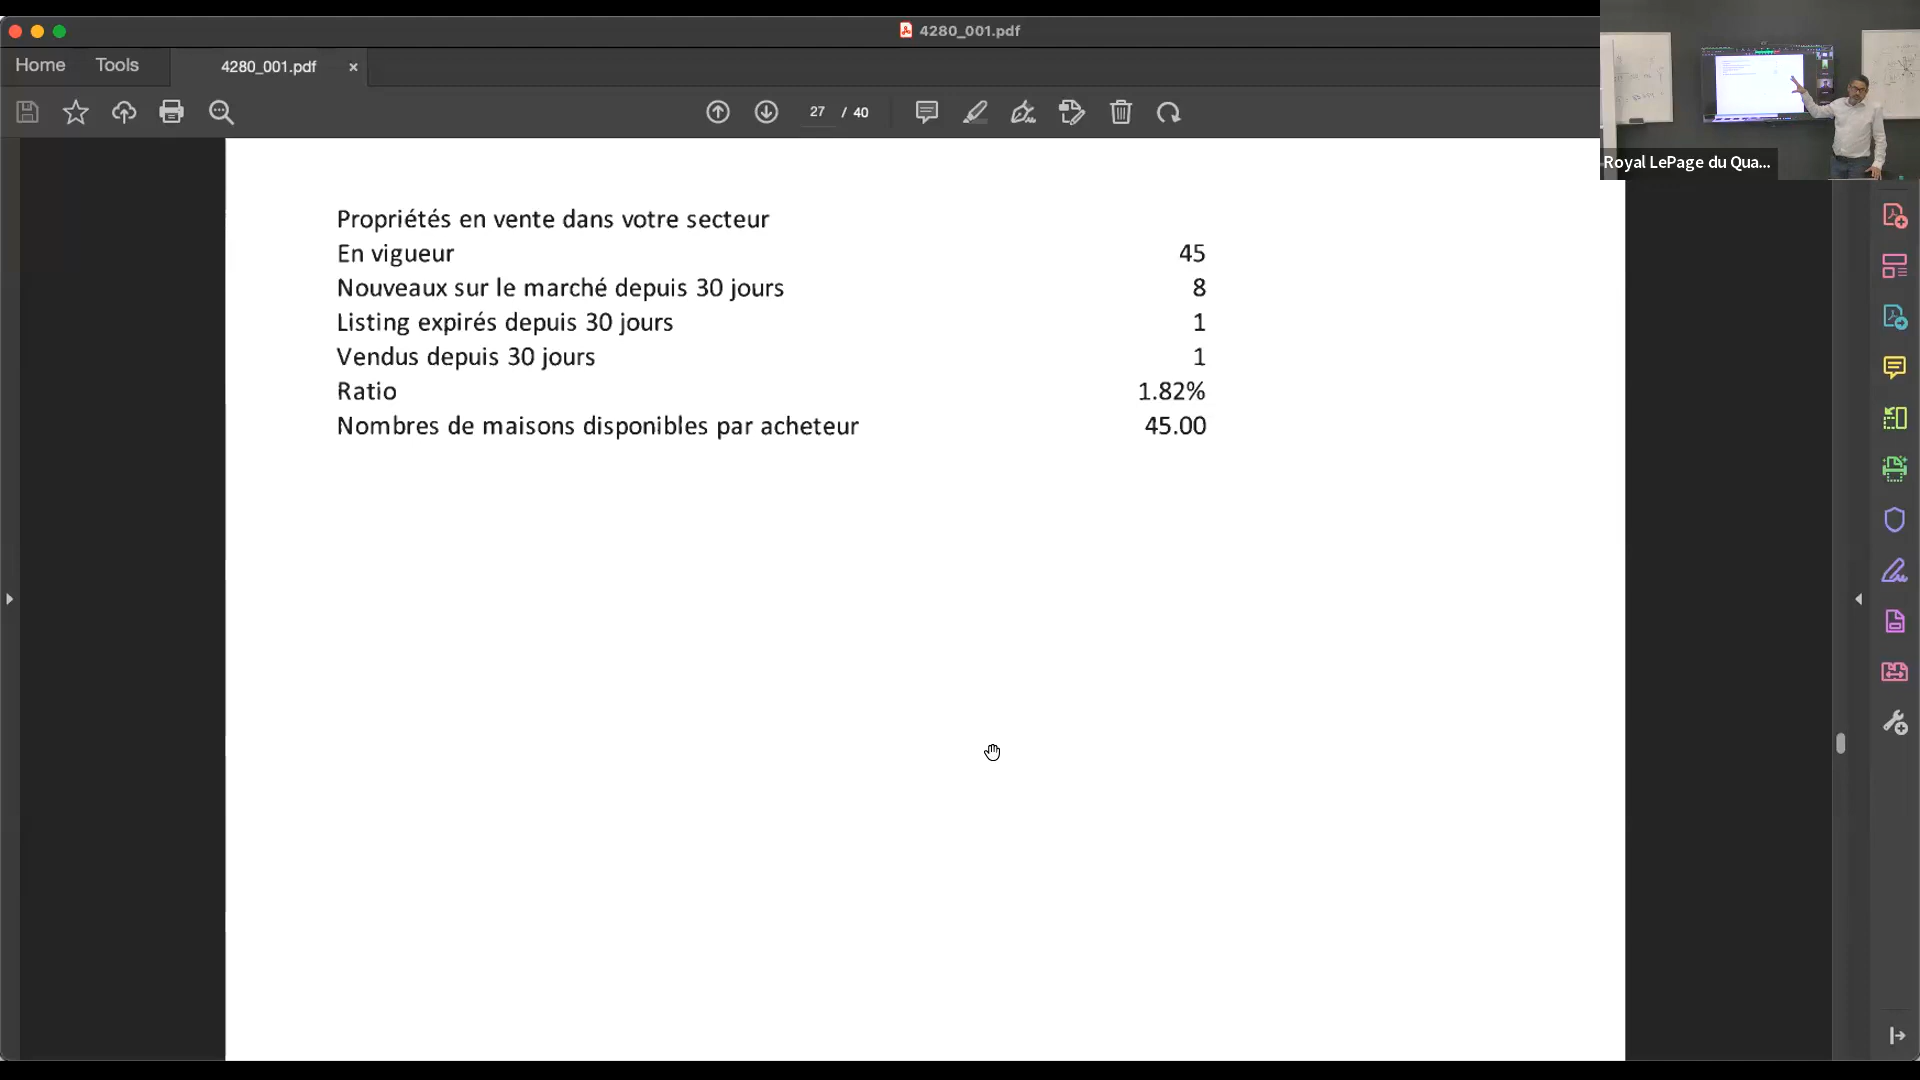 4280_001.pdf
Home Tools 4280_001.pdf
27 / 40
Royal LePage du Qua...
Propriétés en vente dans votre secteur
En vigueur 45
Nouveaux sur le marché depuis 30 jours 8
Listing expirés depuis 30 jours 1
Vendus depuis 30 jours 1
Ratio 1.82%
Nombres de maisons disponibles par acheteur 45.00